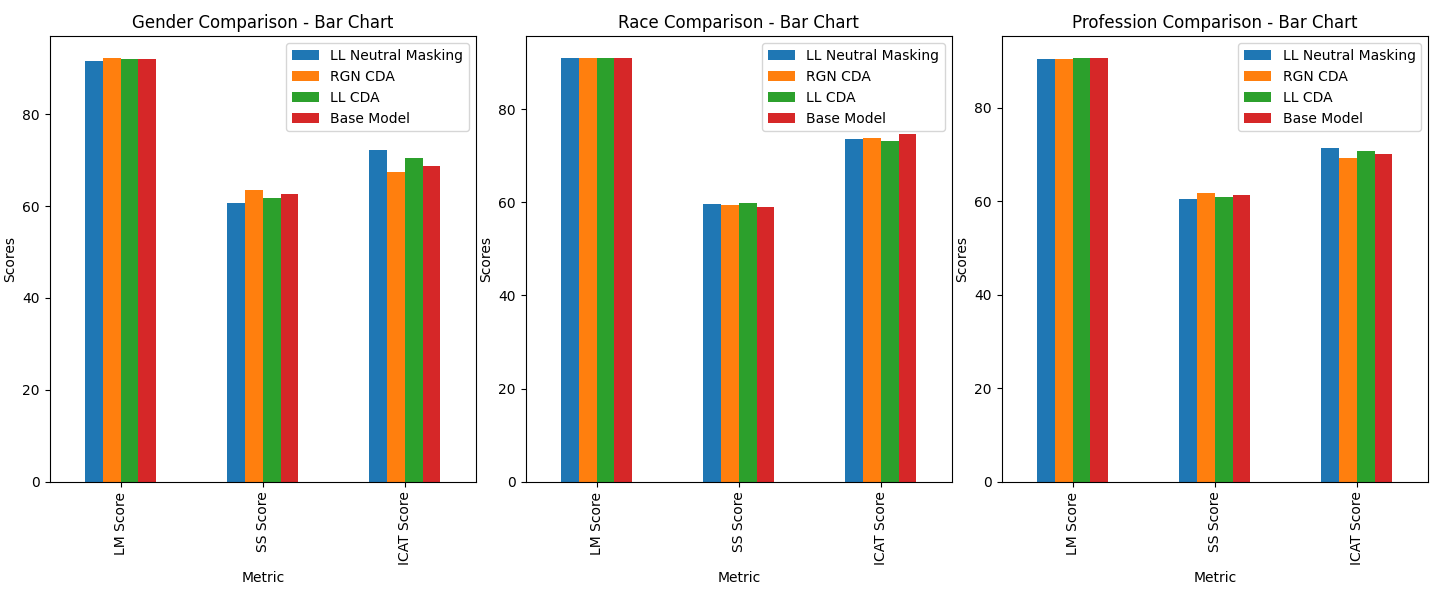 Gender Comparison - Bar Chart
LL Neutral Masking
RGN CDA
LL CDA
Base Model
80
60
40
20
0
Scores
LM Score
SS Score
ICAT Score
Metric
Race Comparison - Bar Chart
LL Neutral Masking
RGN CDA
LL CDA
Base Model
80
60
40
20
0
Scores
LM Score
SS Score
ICAT Score
Metric
Profession Comparison - Bar Chart
LL Neutral Masking
RGN CDA
LL CDA
Base Model
80
60
40
20
0
Scores
LM Score
SS Score
ICAT Score
Metric